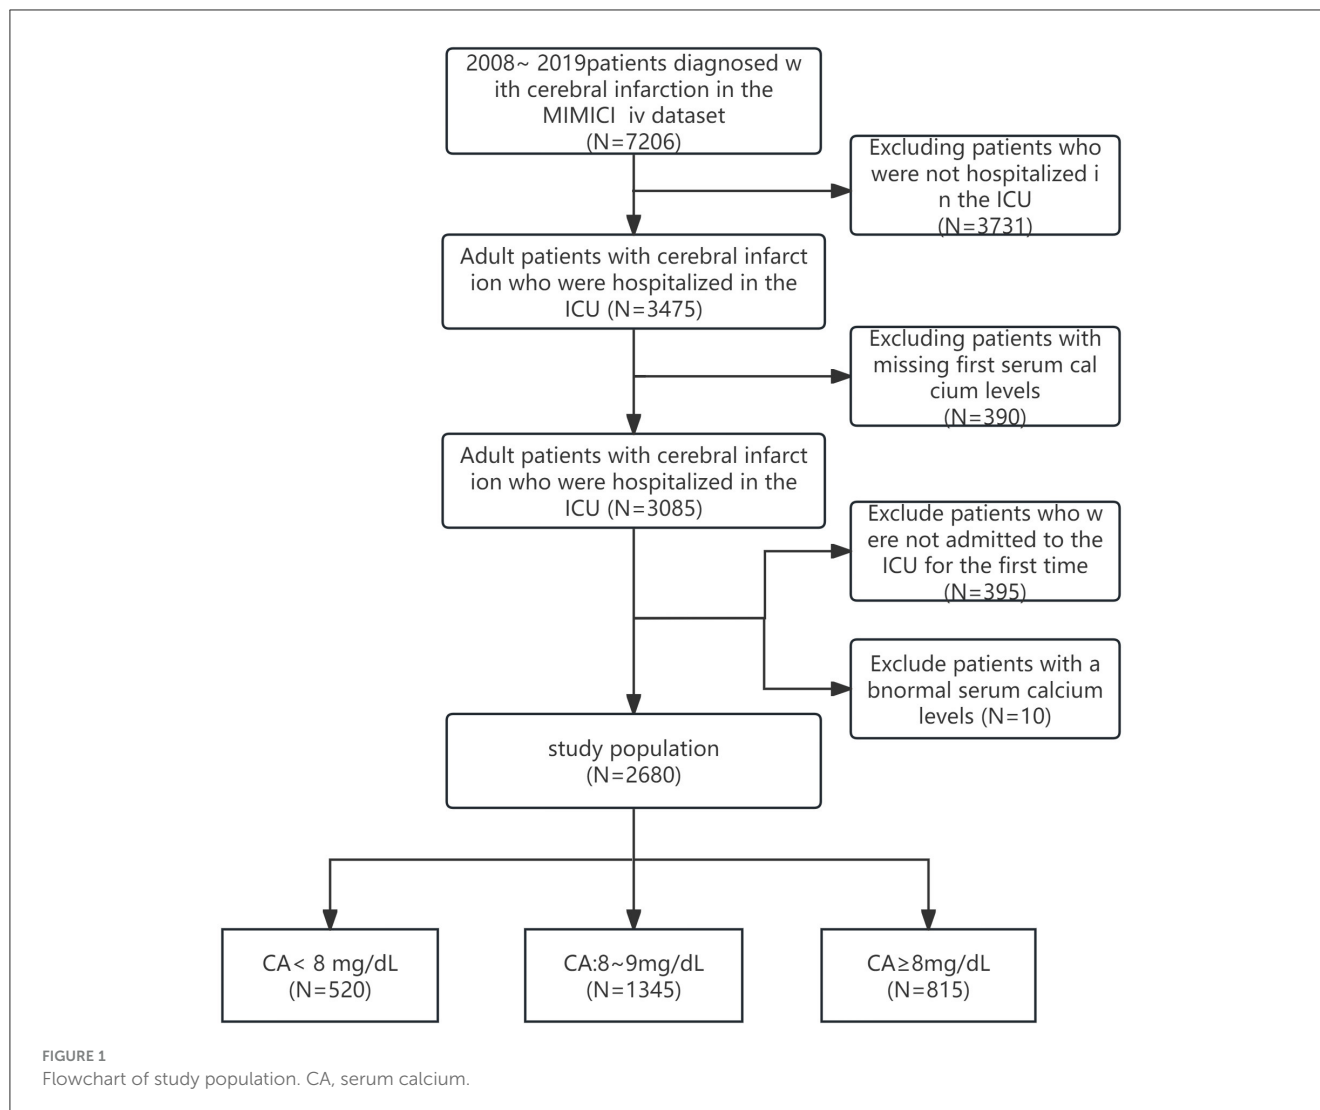 2008~ 2019patients diagnosed w
ith cerebral infarction in the
MIMICI iv dataset
(N=7206)
Excluding patients who
were not hospitalized i
n the ICU
(N=3731)
Adult patients with cerebral infarct
ion who were hospitalized in the
ICU (N=3475)
Excluding patients with
missing first serum cal
cium levels
(N=390)
Adult patients with cerebral infarct
ion who were hospitalized in the
ICU (N=3085)
Exclude patients who w
ere not admitted to the
ICU for the first time
(N=395)
Exclude patients with a
bnormal serum calcium
levels (N=10)
study population
(N=2680)
CA< 8 mg/dL
(N=520)
CA:8~9mg/dL
(N=1345)
CA≥8mg/dL
(N=815)
FIGURE 1
Flowchart of study population. CA, serum calcium.